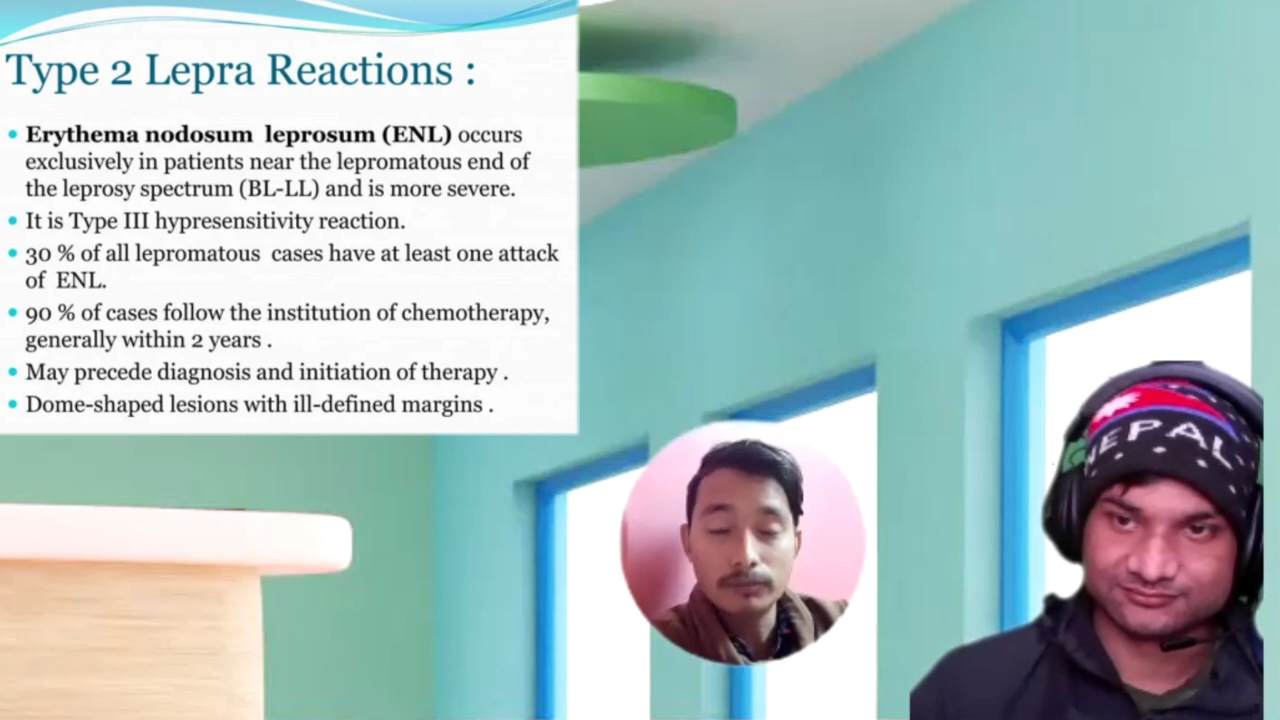 Type 2 Lepra Reactions :
• Erythema nodosum leprosum (ENL) occurs
exclusively in patients near the lepromatous end of
the leprosy spectrum (BL-LL) and is more severe.
• It is Type III hypresensitivity reaction.
• 30 % of all lepromatous cases have at least one attack
of ENL.
• 90 % of cases follow the institution of chemotherapy,
generally within 2 years .
• May precede diagnosis and initiation of therapy .
• Dome-shaped lesions with ill-defined margins .
NEPAL